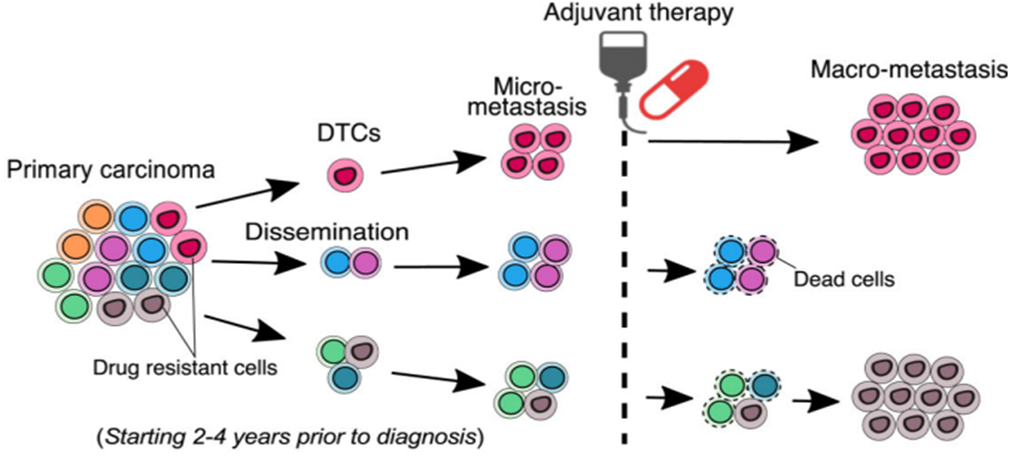 Adjuvant therapy
Macro-metastasis
Micro-
metastasis
DTCs
Primary carcinoma
Dissemination
Dead cells
Drug resistant cells
(Starting 2-4 years prior to diagnosis)